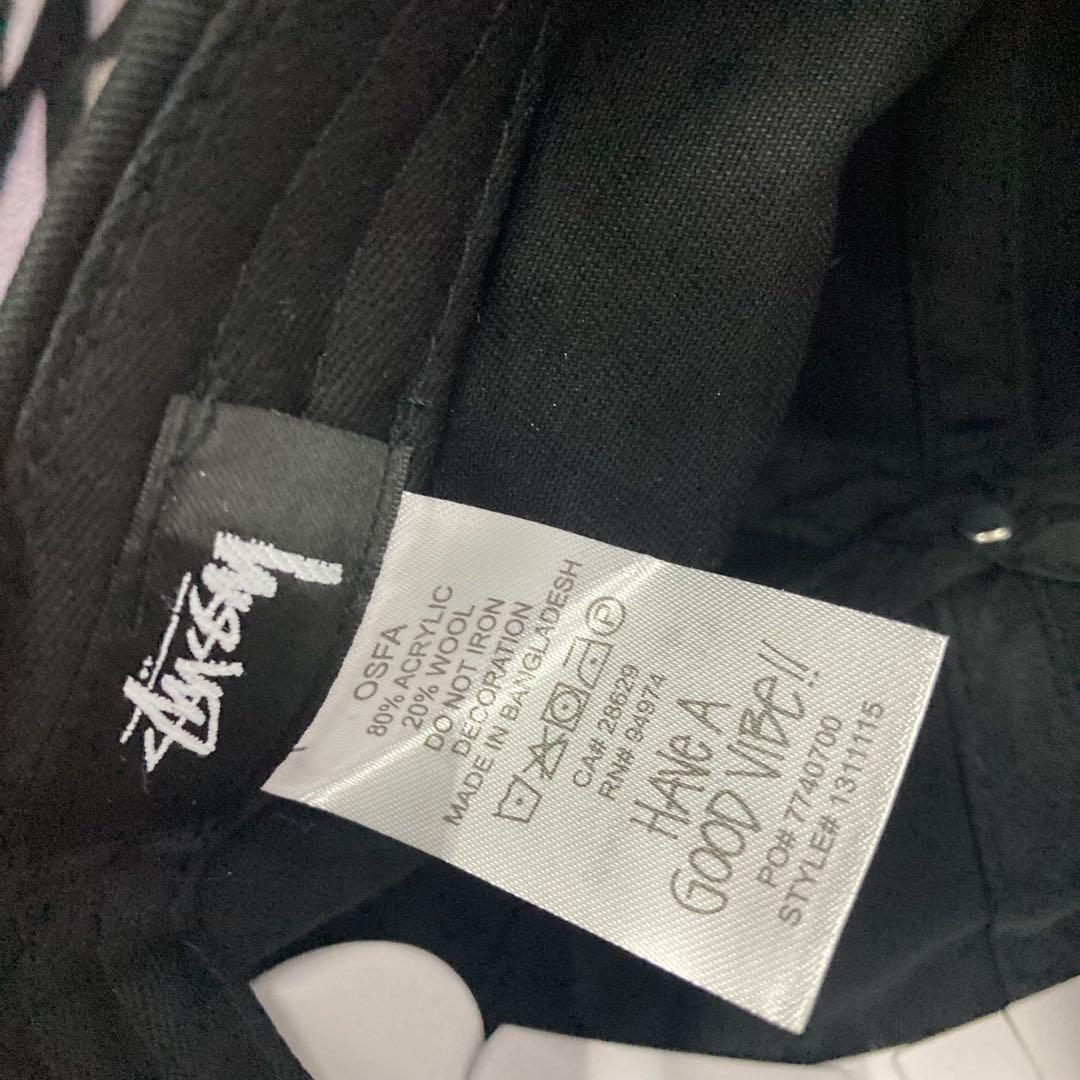 Stüssy
OSFA
80% ACRYLIC
20% WOOL
DO NOT IRON
DECORATION
MADE IN BANGLADESH
P
CA# 28629
RN# 94974
HAVE A
GOOD VIBE!!
PO# 7740700
STYLE# 1311115